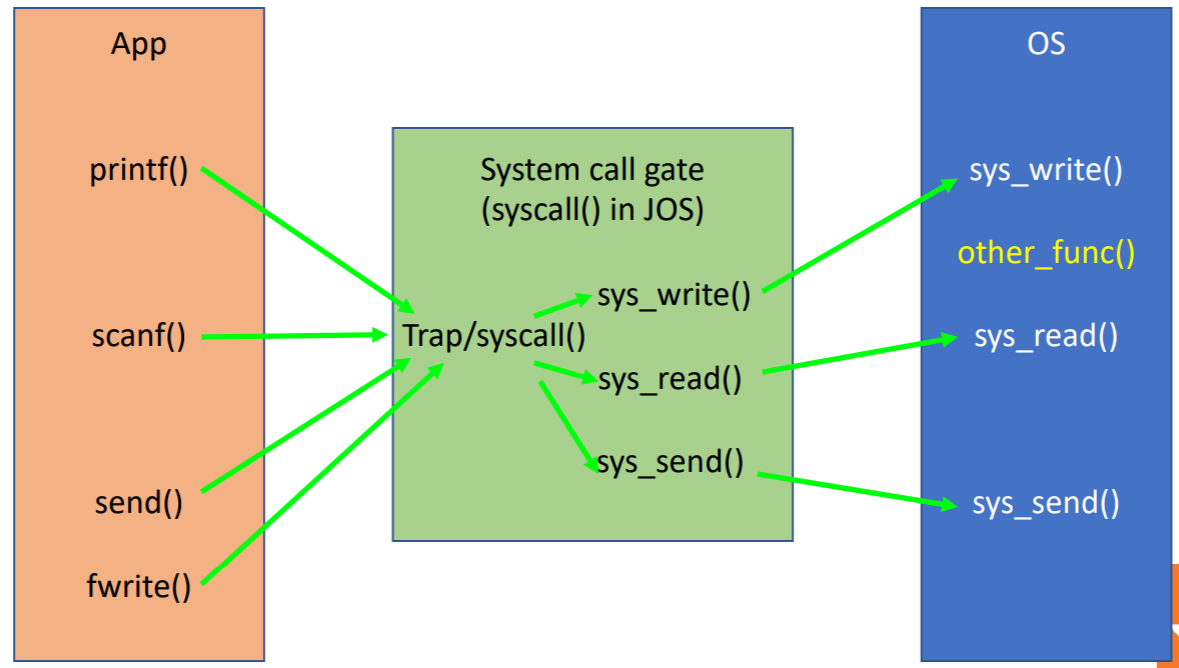 App
printf()
scanf()
send()
fwrite()
System call gate
(syscall() in JOS)
Trap/syscall()
sys_write()
sys_read()
sys_send()
OS
sys_write()
other_func()
sys_read()
sys_send()